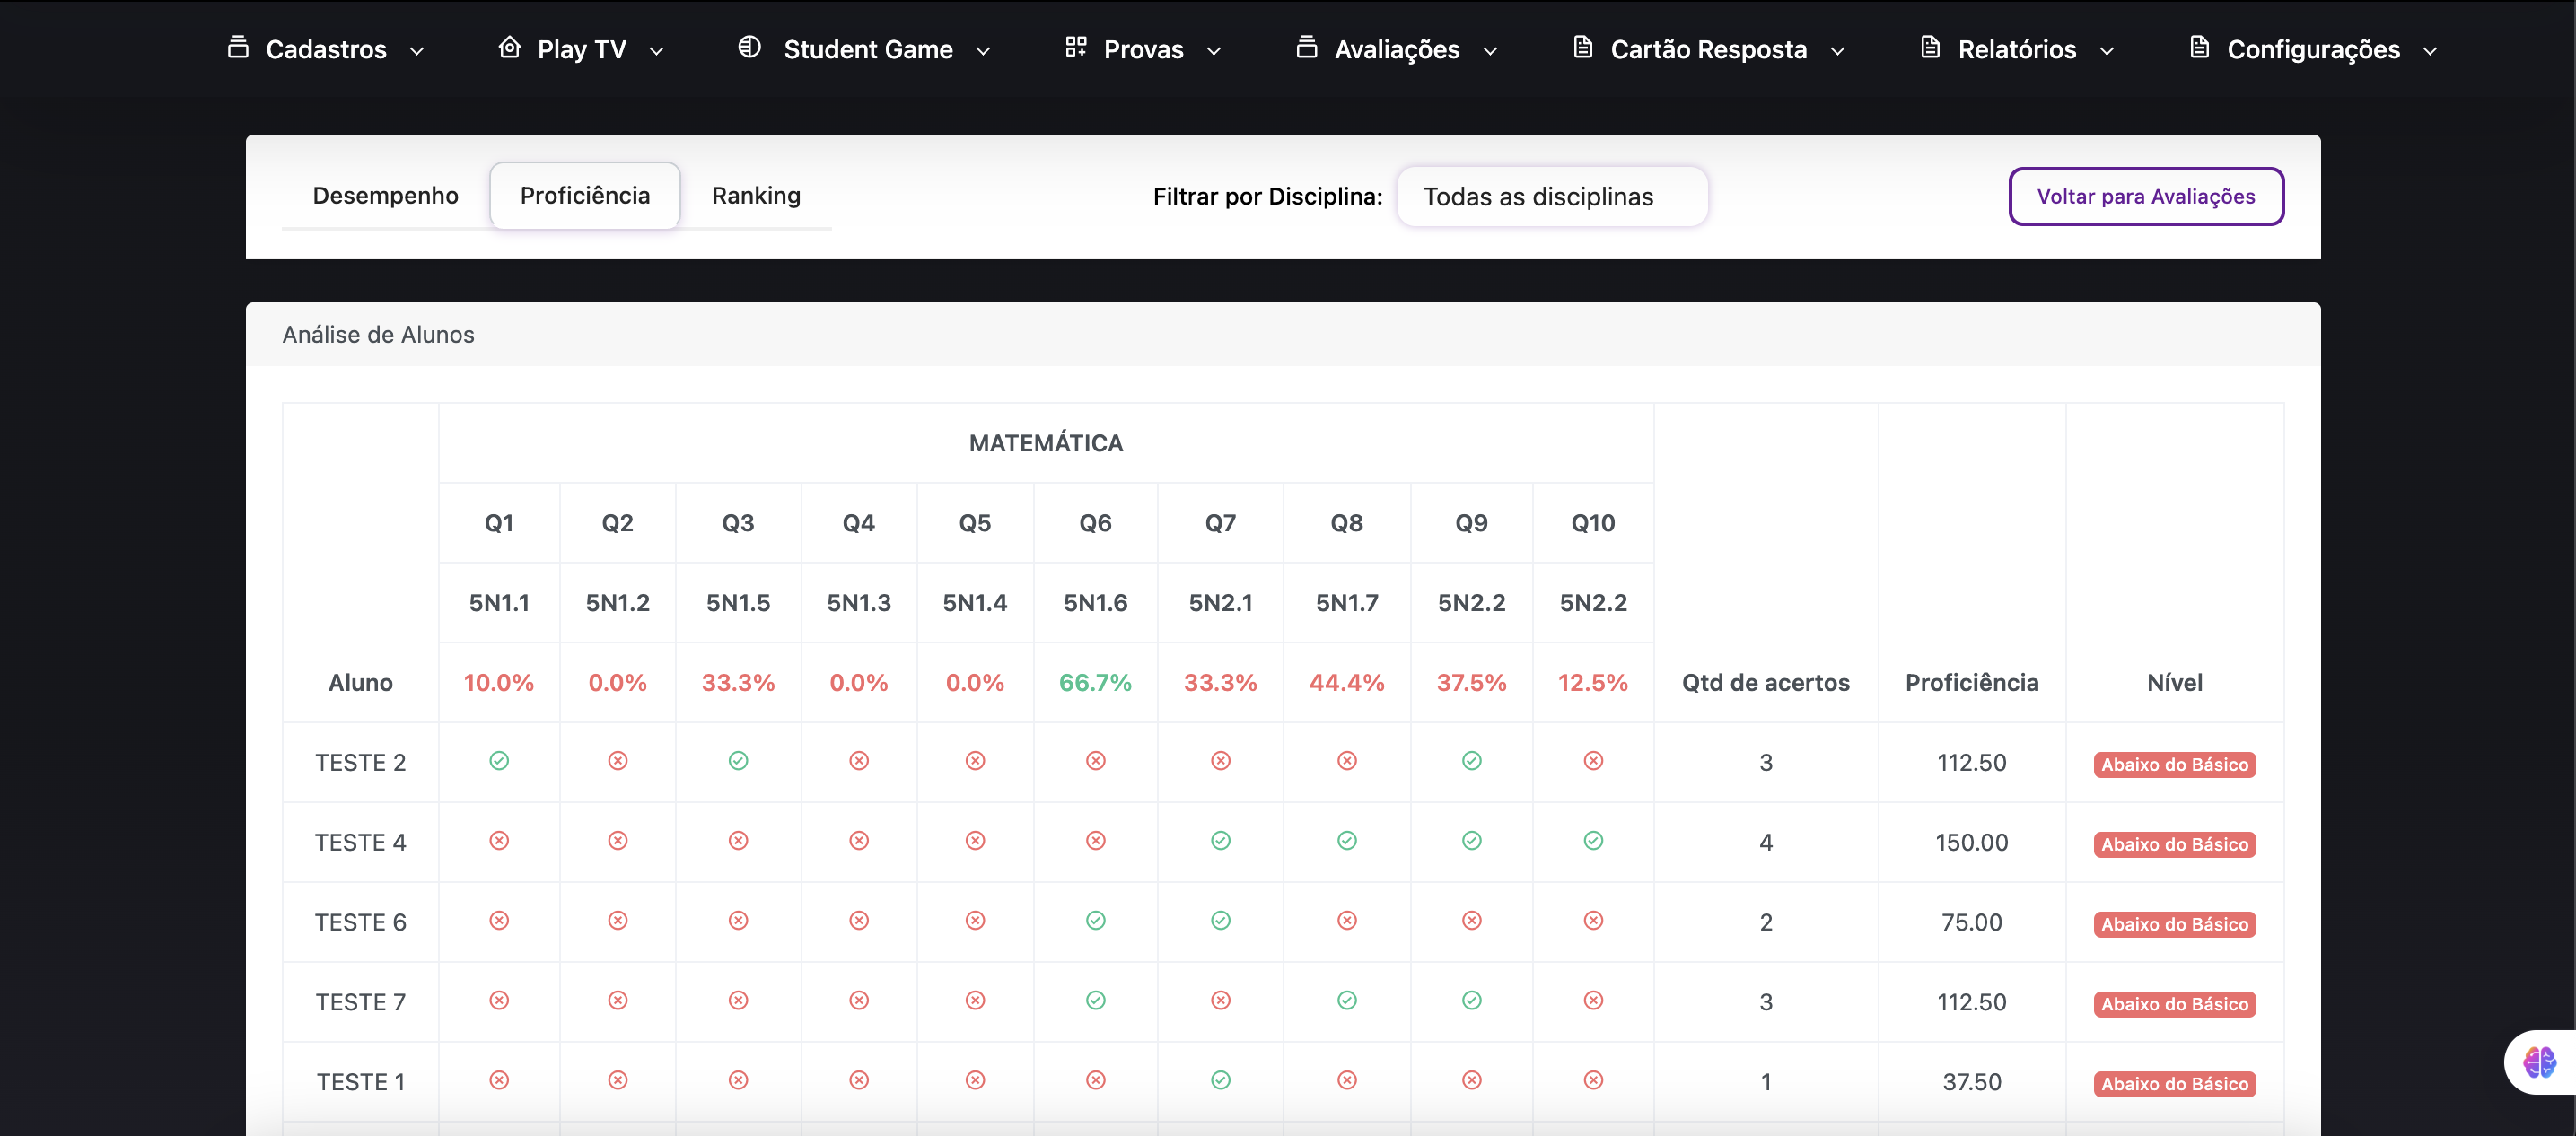 Cadastros Play TV Student Game Provas Avaliações Cartão Resposta Relatórios Configurações
Desempenho Proficiência Ranking Filtrar por Disciplina: Todas as disciplinas Voltar para Avaliações
Análise de Alunos
MATEMÁTICA
Q1 Q2 Q3 Q4 Q5 Q6 Q7 Q8 Q9 Q10
5N1.1 5N1.2 5N1.5 5N1.3 5N1.4 5N1.6 5N2.1 5N1.7 5N2.2 5N2.2
Aluno 10.0% 0.0% 33.3% 0.0% 0.0% 66.7% 33.3% 44.4% 37.5% 12.5% Qtd de acertos Proficiência Nível
TESTE 2 3 112.50 Abaixo do Básico
TESTE 4 4 150.00 Abaixo do Básico
TESTE 6 2 75.00 Abaixo do Básico
TESTE 7 3 112.50 Abaixo do Básico
TESTE 1 1 37.50 Abaixo do Básico